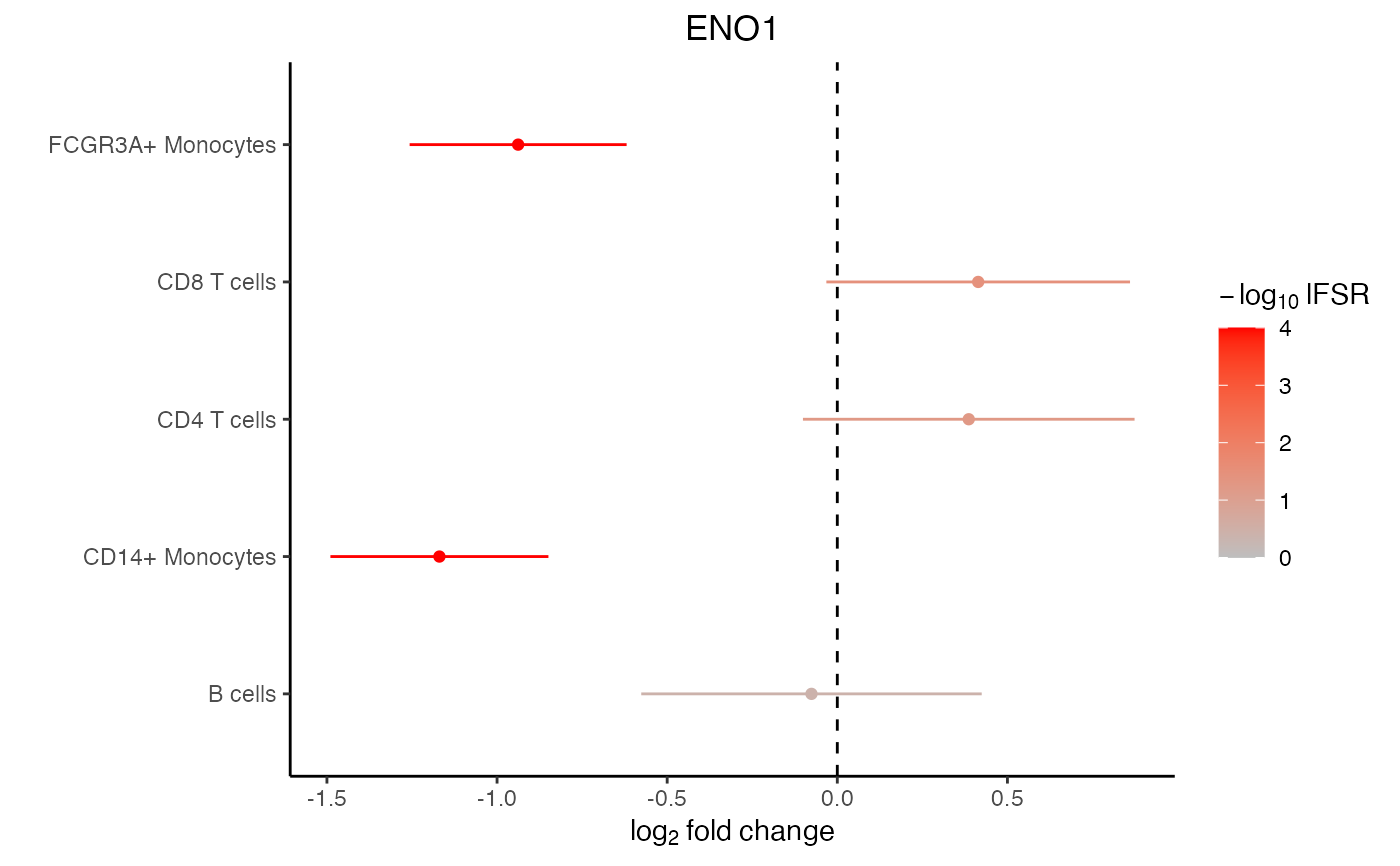 ENO1
FCGR3A+ Monocytes
CD8 T cells
CD4 T cells
CD14+ Monocytes
B cells
-1.5 -1.0 -0.5 0.0 0.5
log₂ fold change
−log₁₀ lFSR
4
3
2
1
0